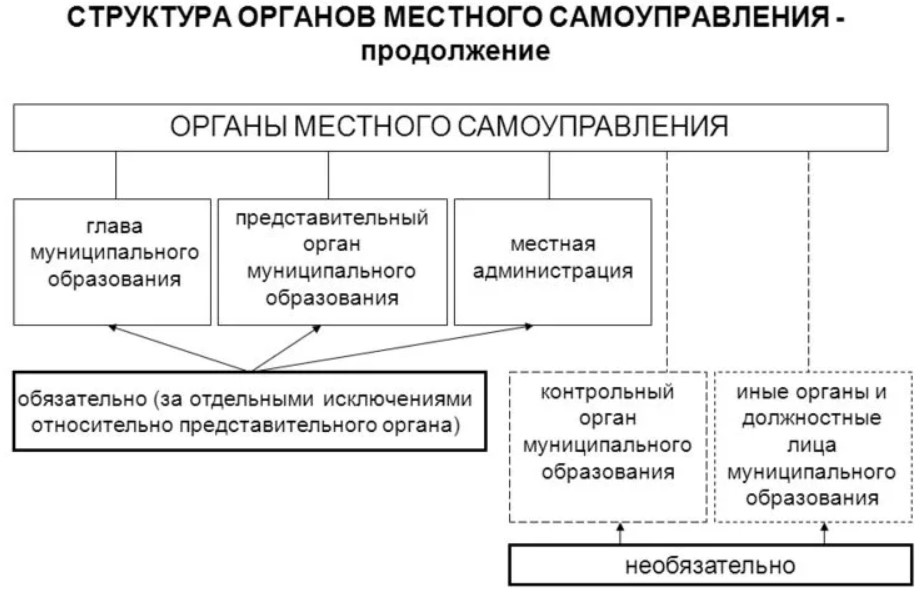 СТРУКТУРА ОРГАНОВ МЕСТНОГО САМОУПРАВЛЕНИЯ -
продолжение
ОРГАНЫ МЕСТНОГО САМОУПРАВЛЕНИЯ
глава
муниципального
образования
представительный
орган
муниципального
образования
местная
администрация
обязательно (за отдельными исключениями
относительно представительного органа)
контрольный
орган
муниципального
образования
иные органы и
должностные
лица
муниципального
образования
необязательно